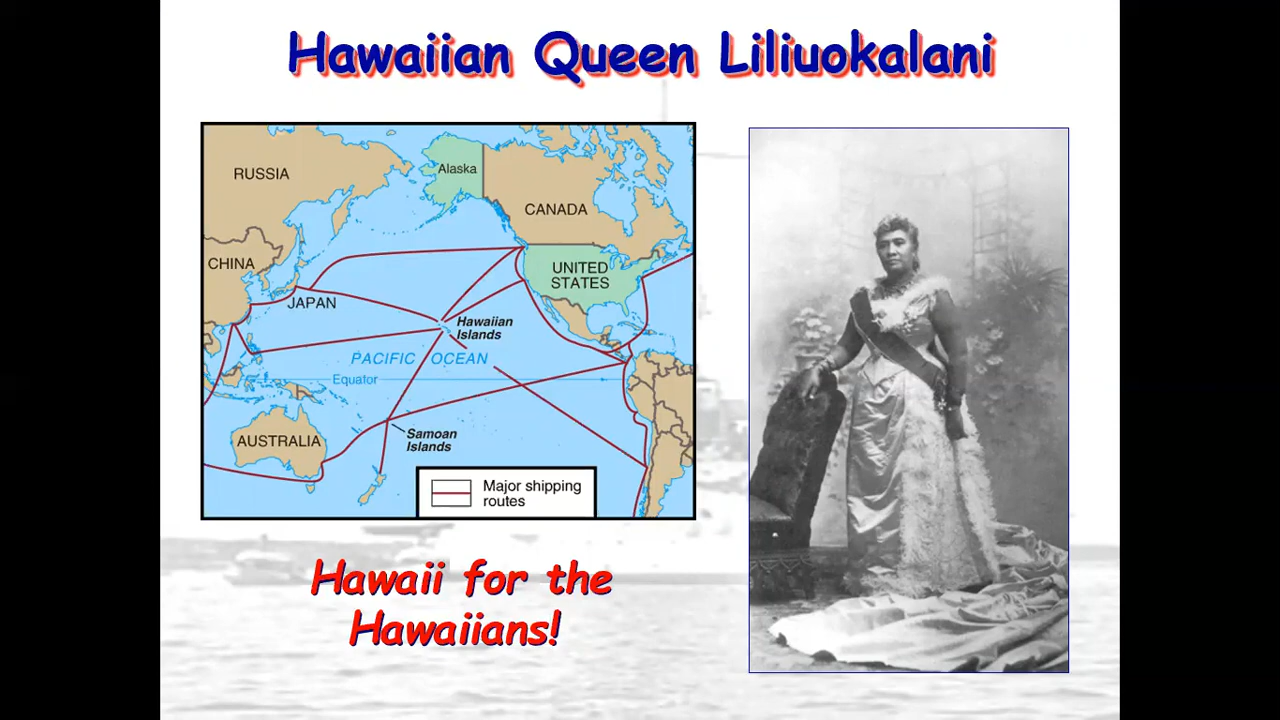 Hawaiian Queen Liliuokalani
RUSSIA
Alaska
CANADA
CHINA
UNITED
STATES
JAPAN
Hawaiian
Islands
PACIFIC OCEAN
Equator
AUSTRALIA
Samoan
Islands
Major shipping
routes
Hawaii for the
Hawaiians!